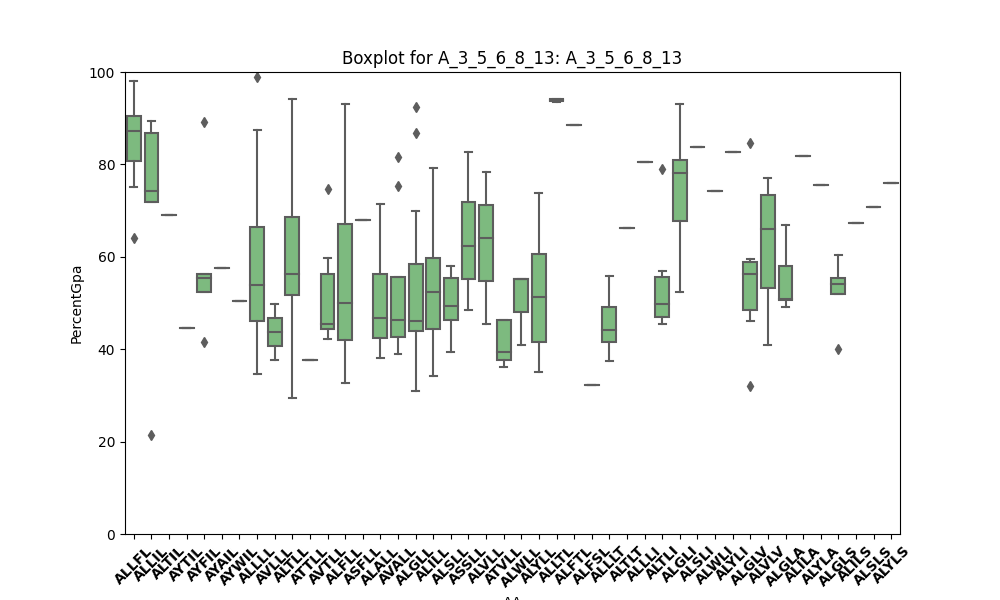 Boxplot for A_3_5_6_8_13: A_3_5_6_8_13
PercentGpa
100
80
60
40
20
0
ALLFL
ALLIL
ALTIL
AYTIL
AYFIL
AYAIL
AYWIL
ALLLL
AVLLL
ALTLL
ATTLL
AVTLL
ALFLL
ASFLL
ALALL
AVALL
ALGLL
ALILL
ALSLL
ASSLL
ALVLL
ATVLL
ALWLL
ALYLL
ALLTL
ALFTL
ALFSL
ALLLT
ALTLT
ALLLI
ALTLI
ALGLI
ALSLI
ALWLI
ALYLI
ALGLV
ALVLV
ALGLA
ALILA
ALYLA
ALGLS
ALILS
ALSLS
ALYLS